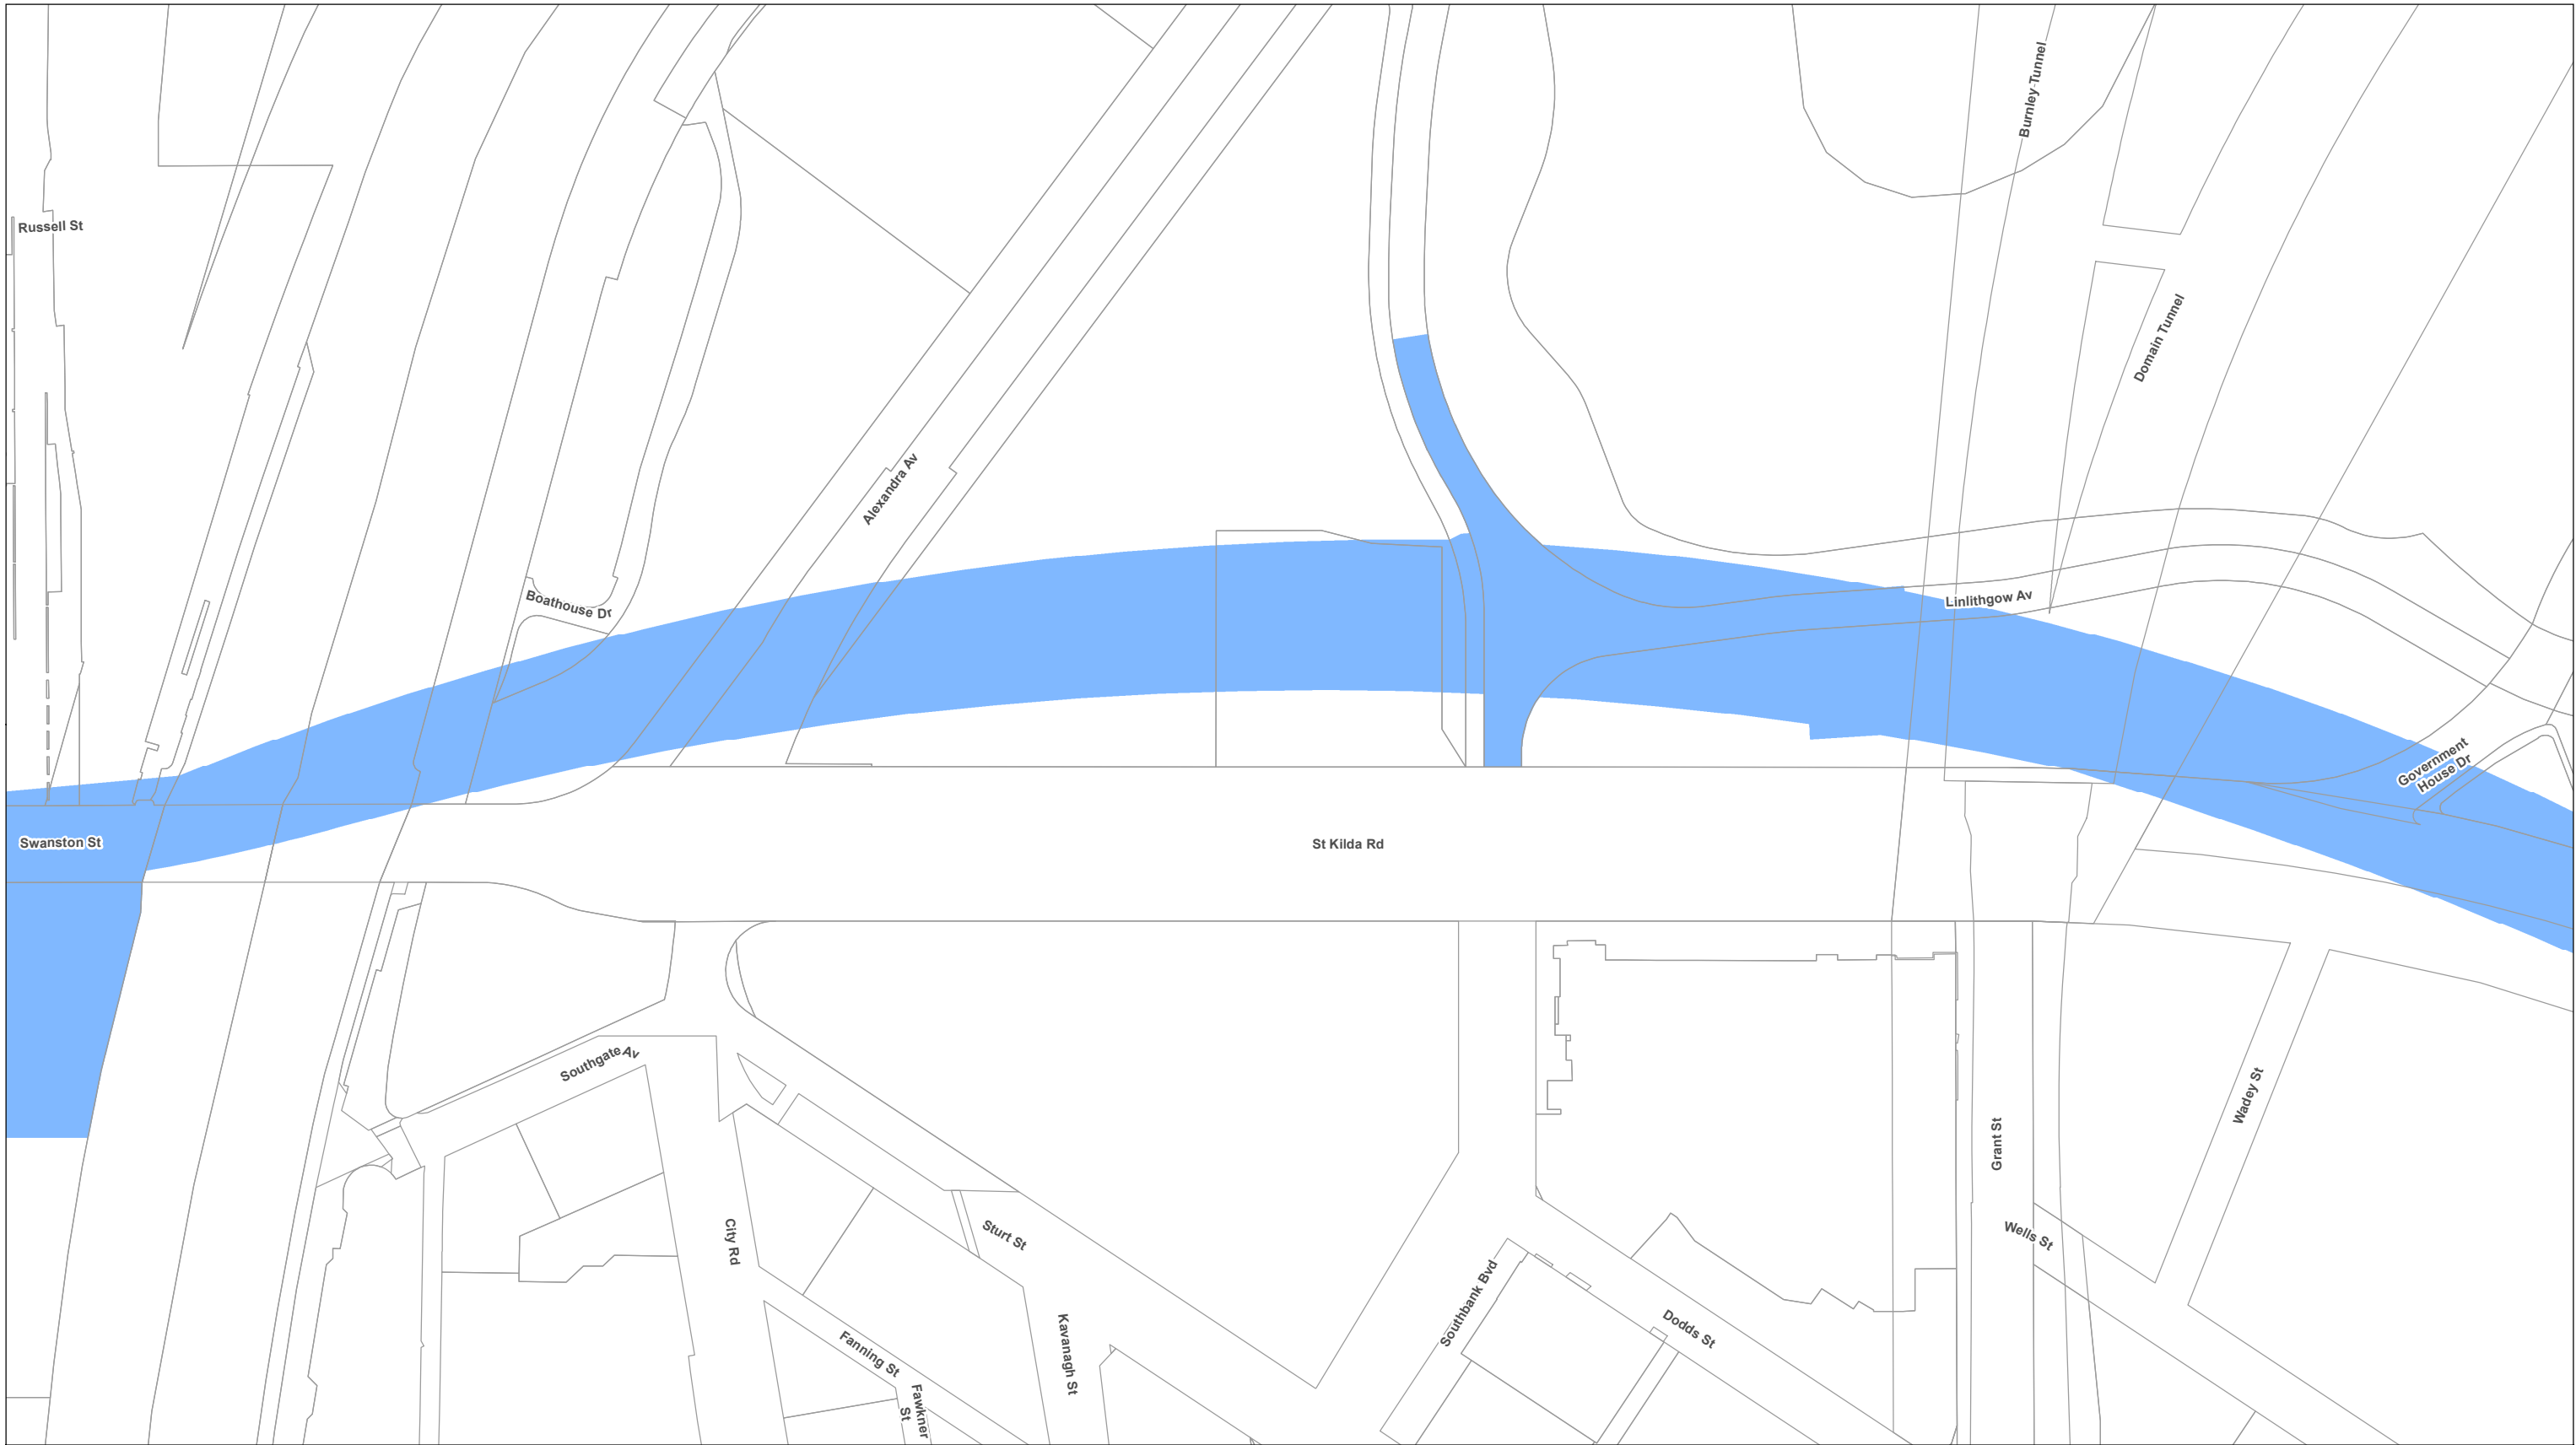 Burnley Tunnel
Russell St
Domain Tunnel
Alexandra Av
Boathouse Dr
Linlithgow Av
Government
House Dr
Swanston St
St Kilda Rd
Southgate Av
Wadey St
Grant St
City Rd
Sturt St
Wells St
Southbank Bvd
Dodds St
Kavanagh St
Fanning St
Fawkner
St